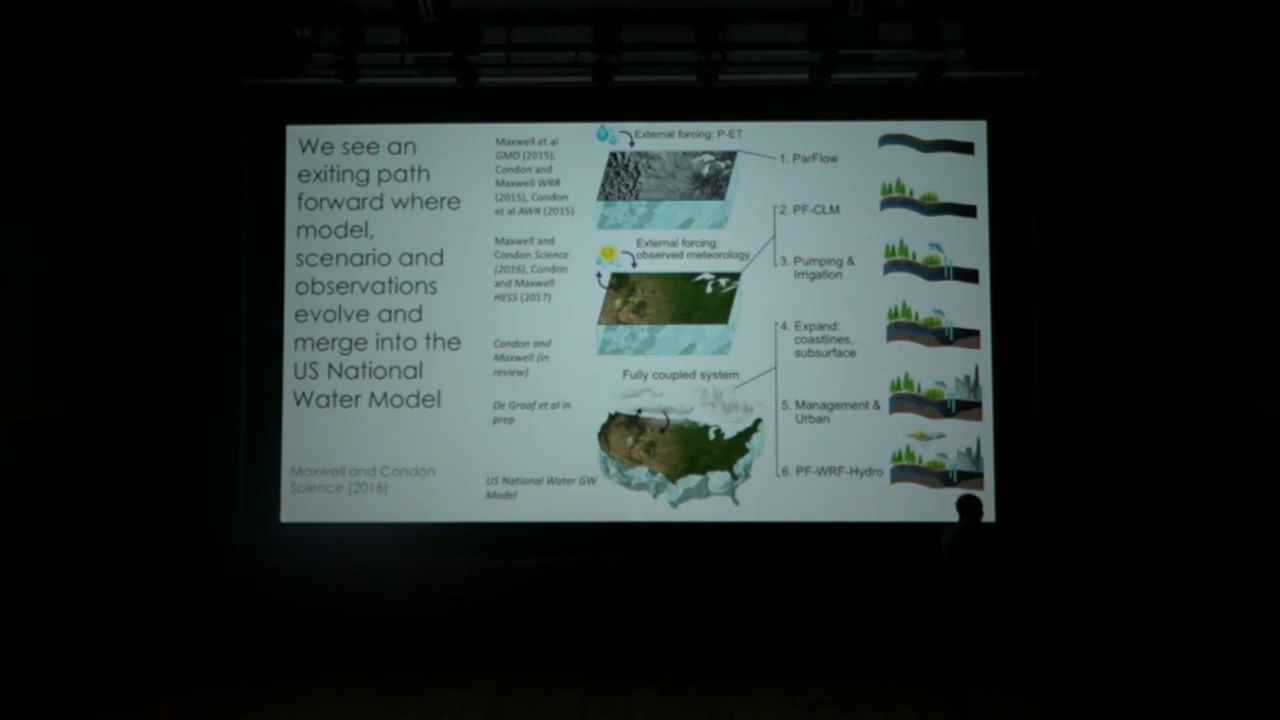 We see an
exiting path
forward where
model,
scenario and
observations
evolve and
merge into the
US National
Water Model
Maxwell and Condon
Science (2016)
Maxwell et al
GMD (2015),
Condon and
Maxwell WRR
(2015), Condon
et al AWR (2015)
Maxwell and
Condon Science
(2016), Condon
and Maxwell
HESS (2017)
Condon and
Maxwell (in
review)
De Graaf et al in
prep
US National Water GW
Model
External forcing: P-ET
External forcing:
observed meteorology
Fully coupled system
1. ParFlow
2. PF-CLM
3. Pumping &
Irrigation
4. Expand:
coastlines,
subsurface
5. Management &
Urban
6. PF-WRF-Hydro